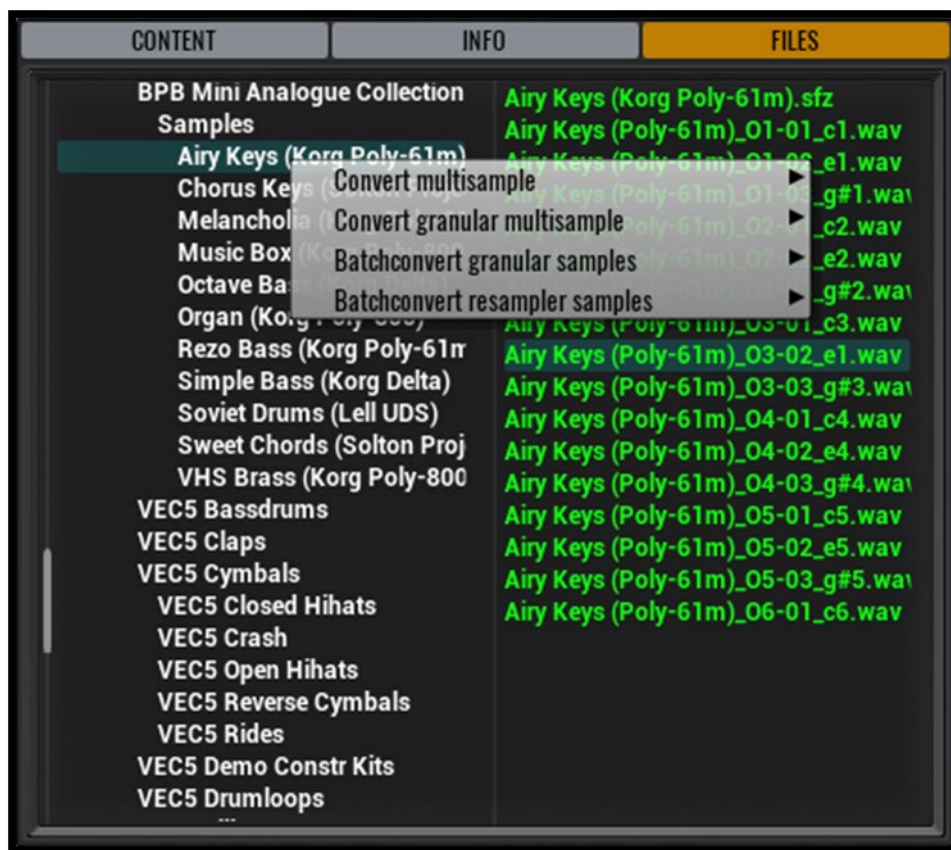 CONTENT
INFO
FILES
BPB Mini Analogue Collection
Samples
Airy Keys (Korg Poly-61m)
Chorus Keys
Melancholia
Music Box
Octave Bass
Organ (Korg
Rezo Bass (Korg Poly-61m
Simple Bass (Korg Delta)
Soviet Drums (Lell UDS)
Sweet Chords (Solton Proj
VHS Brass (Korg Poly-800
VEC5 Bassdrums
VEC5 Claps
VEC5 Cymbals
VEC5 Closed Hihats
VEC5 Crash
VEC5 Open Hihats
VEC5 Reverse Cymbals
VEC5 Rides
VEC5 Demo Constr Kits
VEC5 Drumloops
Convert multisample
Convert granular multisample
Batchconvert granular samples
Batchconvert resampler samples
Airy Keys (Korg Poly-61m).sfz
Airy Keys (Poly-61m)_O1-01_c1.wav
Airy Keys (Poly-61m)_O1-02_e1.wav
_g#1.wav
_c2.wav
_e2.wav
_g#2.wav
Airy Keys (Poly-61m)_O3-01_c3.wav
Airy Keys (Poly-61m)_O3-02_e1.wav
Airy Keys (Poly-61m)_O3-03_g#3.wav
Airy Keys (Poly-61m)_O4-01_c4.wav
Airy Keys (Poly-61m)_O4-02_e4.wav
Airy Keys (Poly-61m)_O4-03_g#4.wav
Airy Keys (Poly-61m)_O5-01_c5.wav
Airy Keys (Poly-61m)_O5-02_e5.wav
Airy Keys (Poly-61m)_O5-03_g#5.wav
Airy Keys (Poly-61m)_O6-01_c6.wav